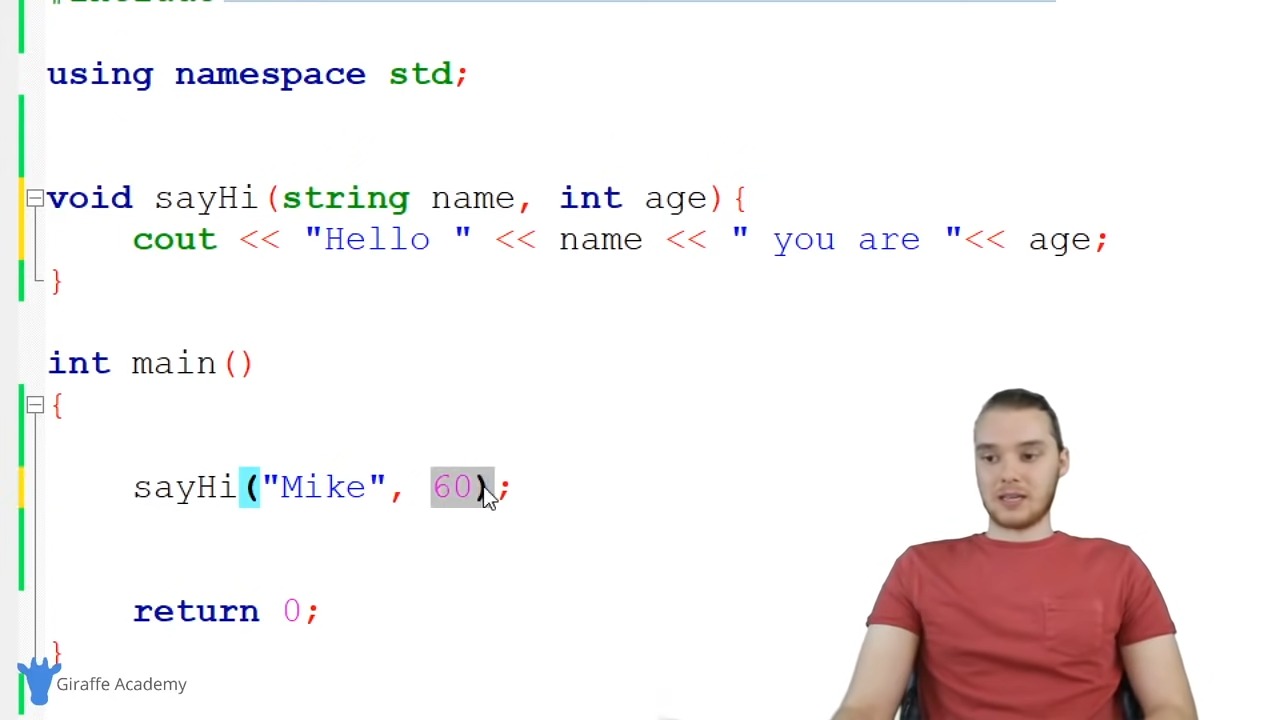 using namespace std;
void sayHi(string name, int age){
cout << "Hello " << name << " you are "<< age;
}
int main()
{
sayHi("Mike", 60);
return 0;
}
Giraffe Academy